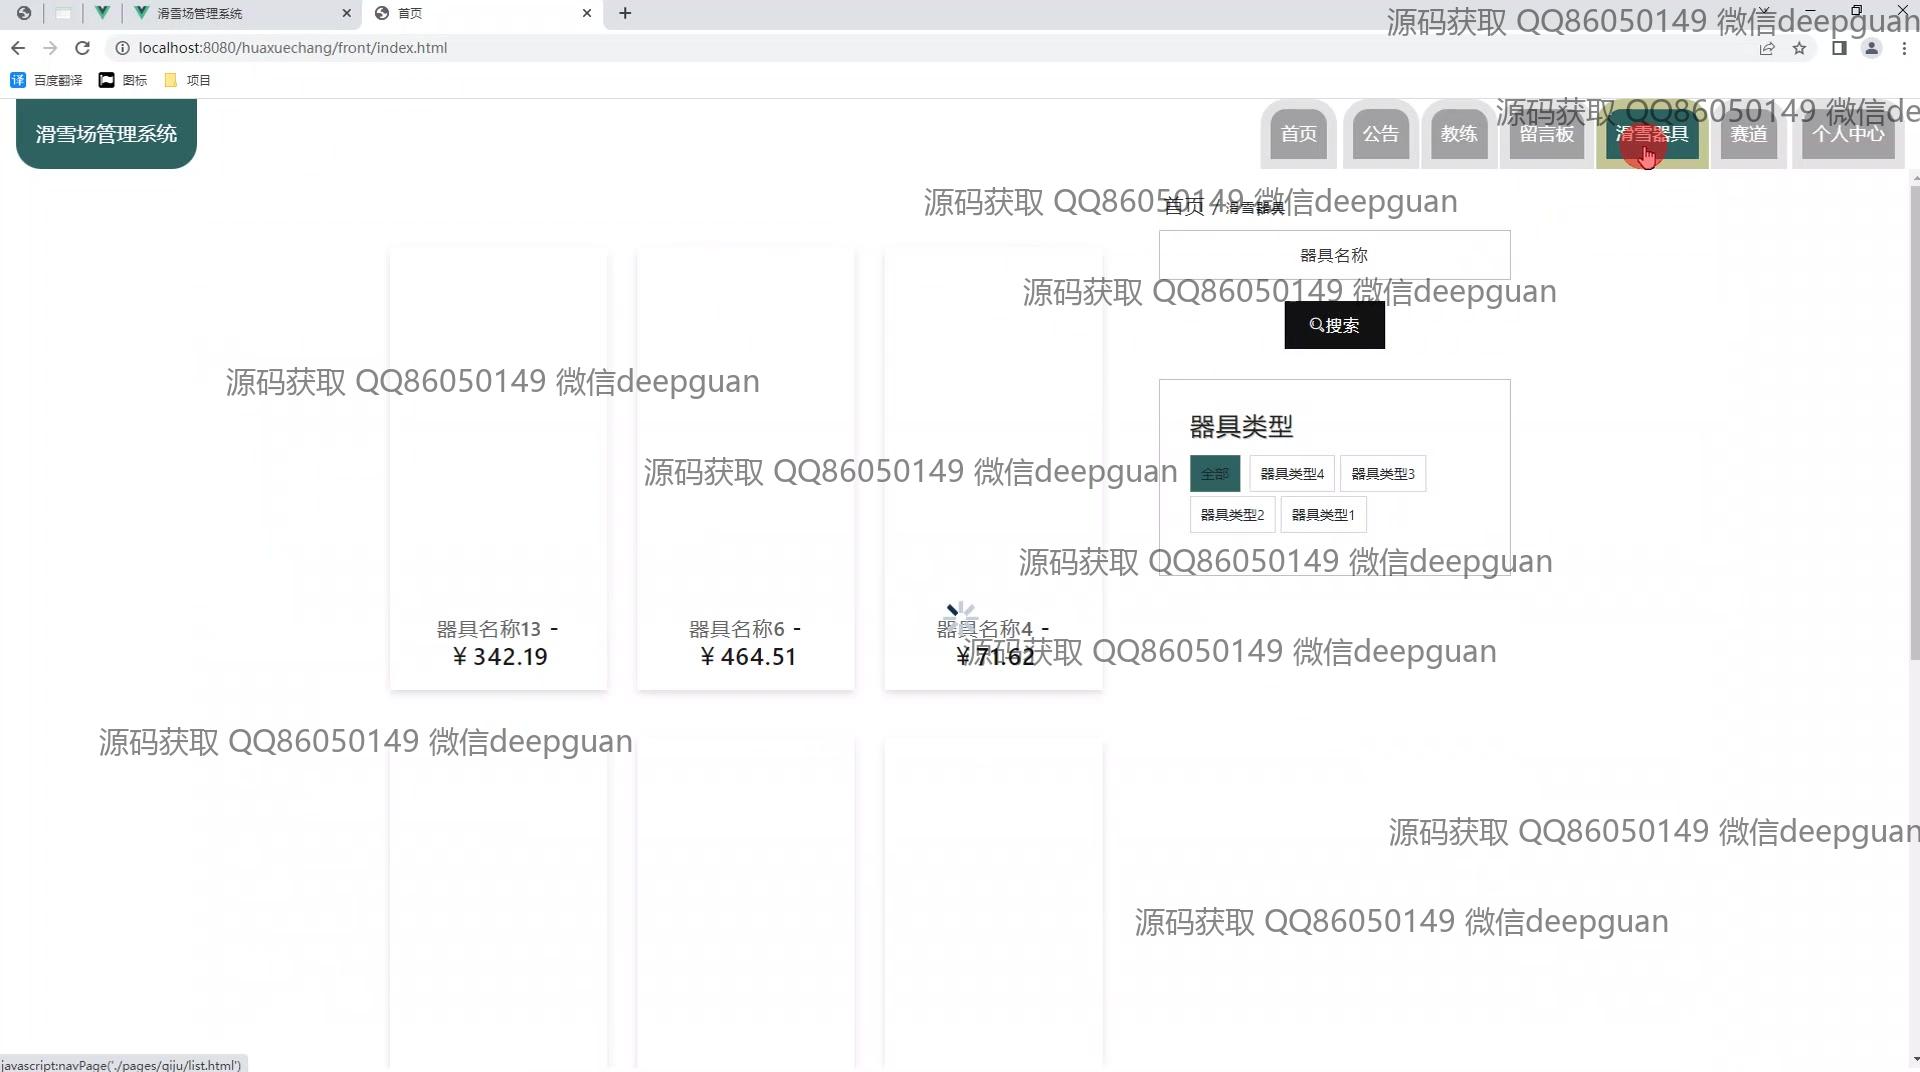 滑雪场管理系统
首页
localhost:8080/huaxuechang/front/index.html
百度翻译
图标
项目
源码获取 QQ86050149 微信deepguan
滑雪场管理系统
首页
公告
教练
留言板
滑雪器具
赛道
个人中心
源码获取 QQ86050149 微信de
源码获取 QQ86050149 微信deepguan
首页 / 滑雪器具
器具名称
源码获取 QQ86050149 微信deepguan
搜索
源码获取 QQ86050149 微信deepguan
器具类型
源码获取 QQ86050149 微信deepguan
全部
器具类型4
器具类型3
器具类型2
器具类型1
源码获取 QQ86050149 微信deepguan
器具名称13 -
￥342.19
器具名称6 -
￥464.51
器具名称4 -
￥71.62
源码获取 QQ86050149 微信deepguan
源码获取 QQ86050149 微信deepguan
源码获取 QQ86050149 微信deepguan
源码获取 QQ86050149 微信deepguan
javascript:navPage('./pages/qiju/list.html')